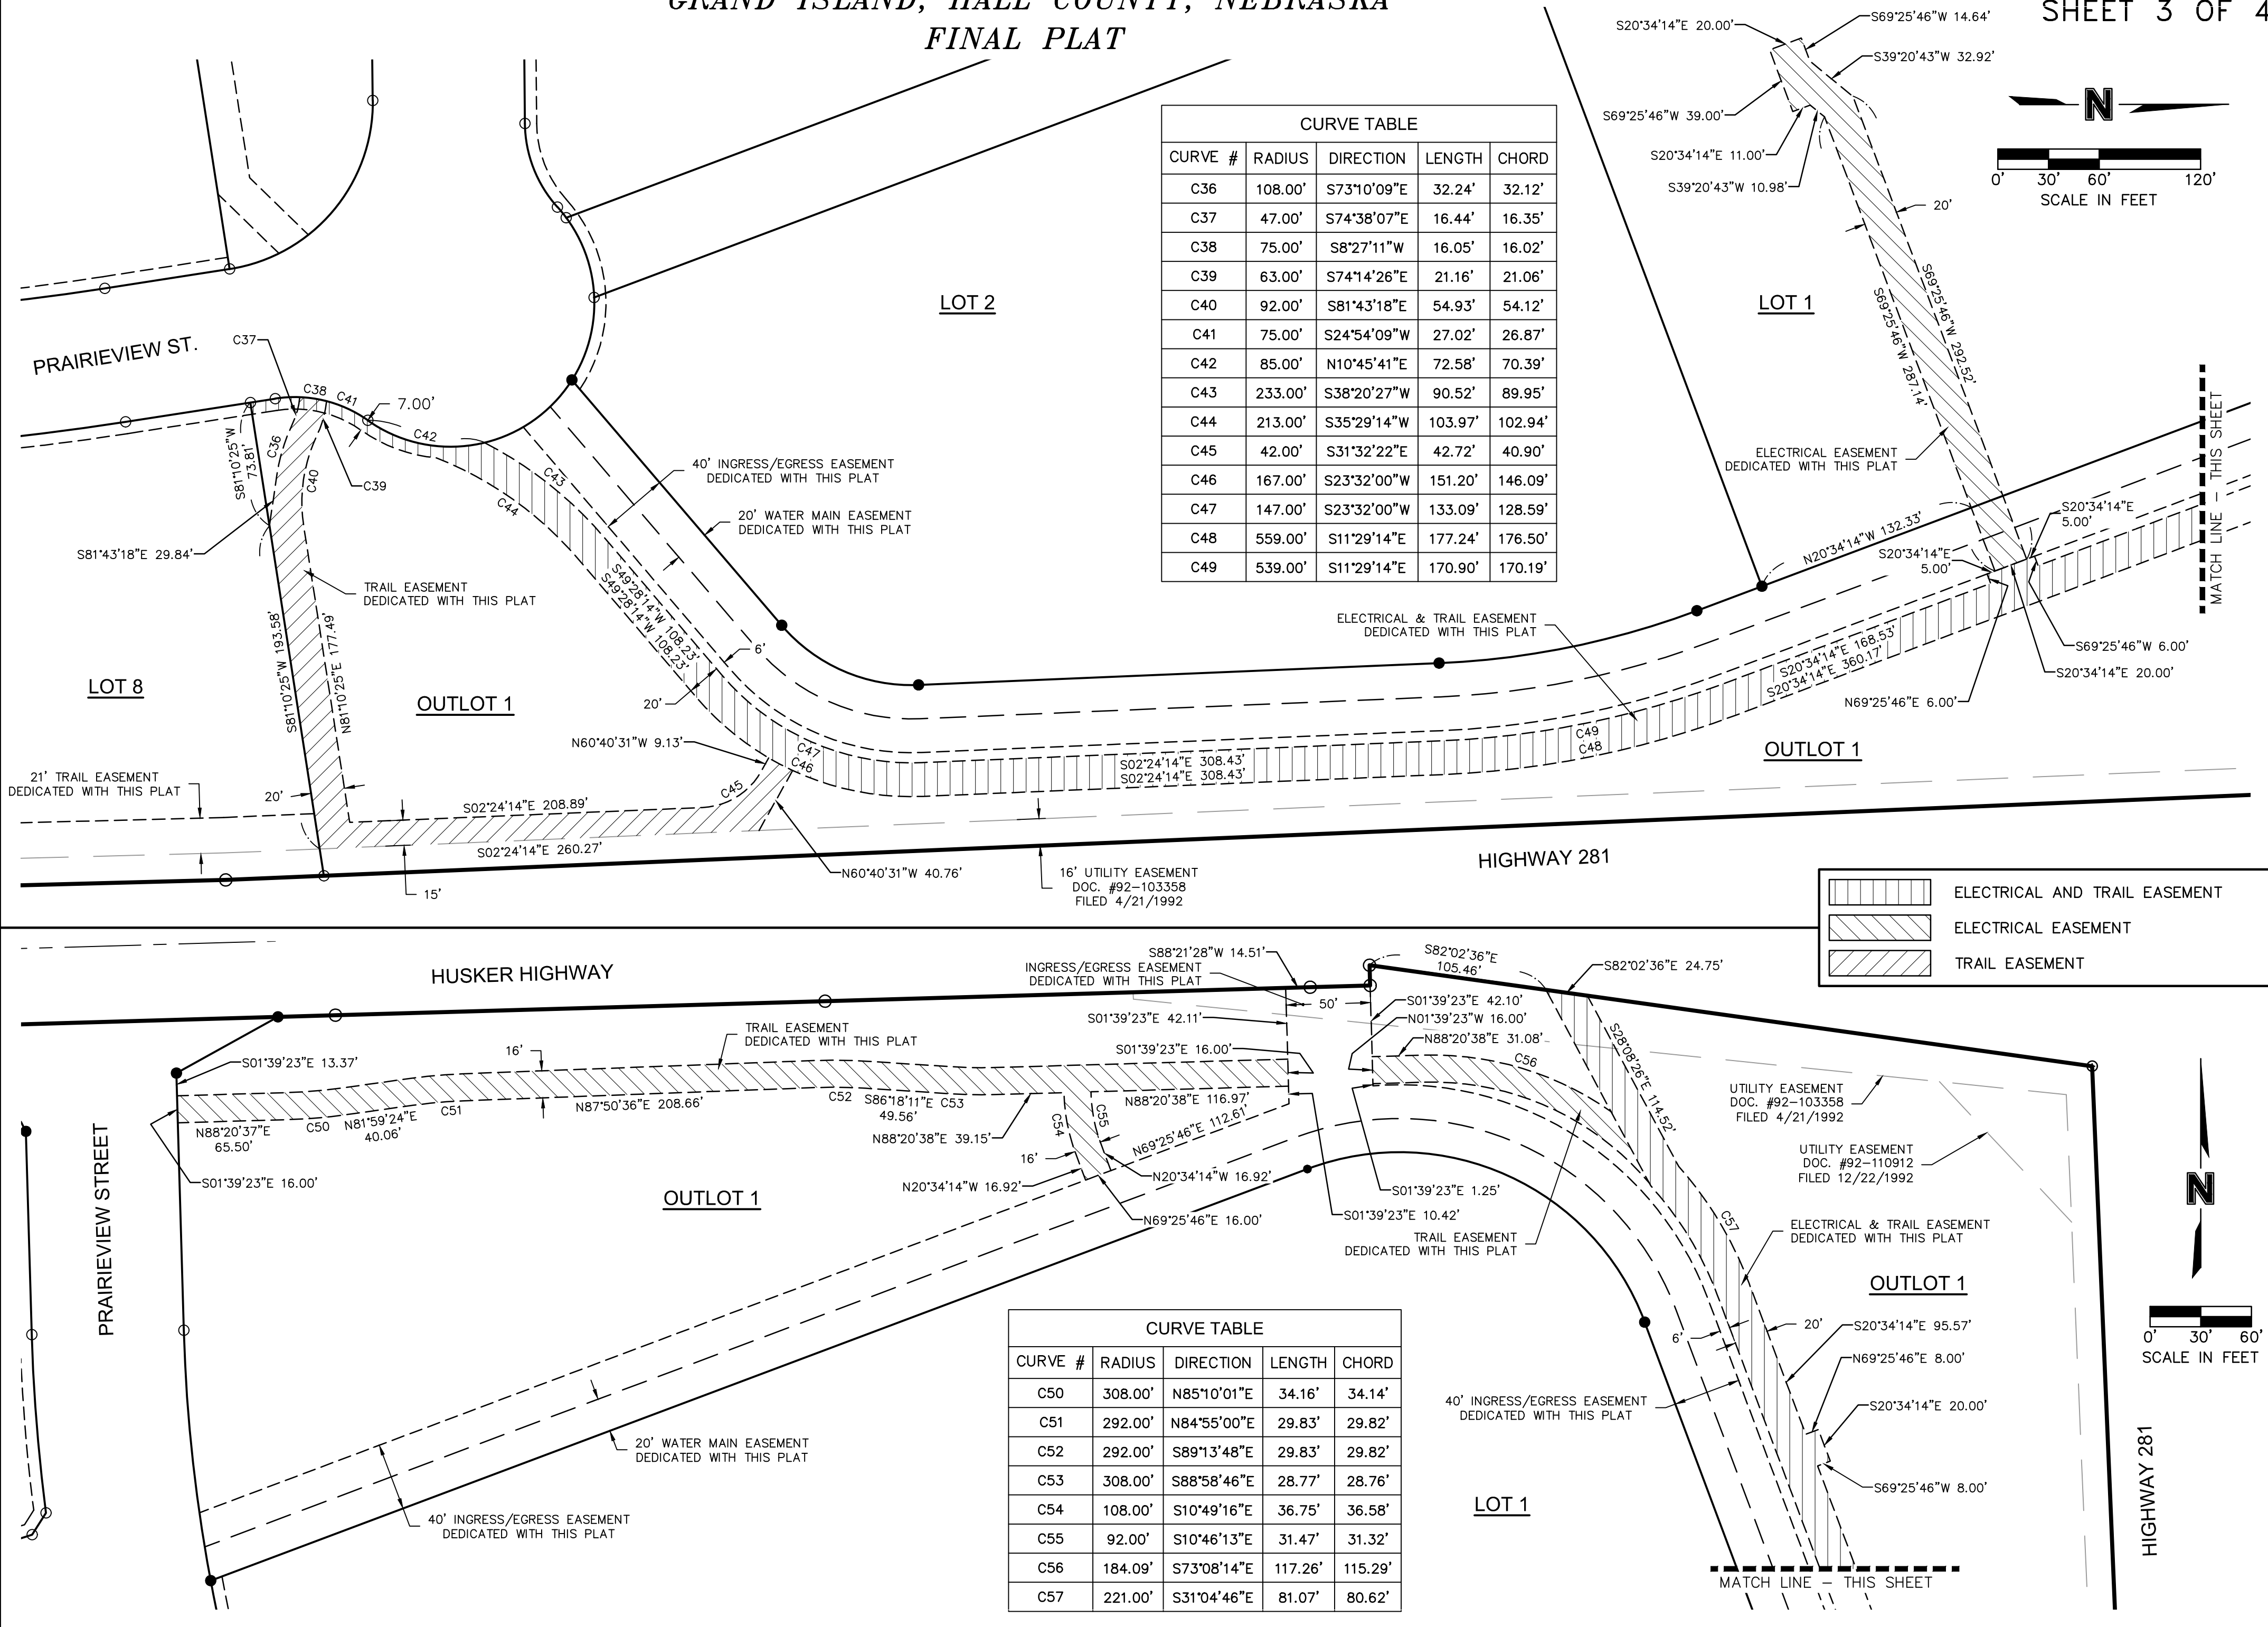 GRAND ISLAND, HALL COUNTY, NEBRASKA
FINAL PLAT
SHEET 3 OF 4
S20°34'14"E 20.00'
S69°25'46"W 14.64'
S39°20'43"W 32.92'
S69°25'46"W 39.00'
S20°34'14"E 11.00'
S39°20'43"W 10.98'
20'
N
0' 30' 60' 120'
SCALE IN FEET
CURVE TABLE
CURVE # RADIUS DIRECTION LENGTH CHORD
C36 108.00' S73°10'09"E 32.24' 32.12'
C37 47.00' S74°38'07"E 16.44' 16.35'
C38 75.00' S8°27'11"W 16.05' 16.02'
C39 63.00' S74°14'26"E 21.16' 21.06'
C40 92.00' S81°43'18"E 54.93' 54.12'
C41 75.00' S24°54'09"W 27.02' 26.87'
C42 85.00' N10°45'41"E 72.58' 70.39'
C43 233.00' S38°20'27"W 90.52' 89.95'
C44 213.00' S35°29'14"W 103.97' 102.94'
C45 42.00' S31°32'22"E 42.72' 40.90'
C46 167.00' S23°32'00"W 151.20' 146.09'
C47 147.00' S23°32'00"W 133.09' 128.59'
C48 559.00' S11°29'14"E 177.24' 176.50'
C49 539.00' S11°29'14"E 170.90' 170.19'
LOT 2
LOT 1
PRAIRIEVIEW ST.
C37
C38
C41
7.00'
C42
C36
C40
C39
S81°10'25"W
73.81'
S81°43'18"E 29.84'
C43
C44
40' INGRESS/EGRESS EASEMENT
DEDICATED WITH THIS PLAT
20' WATER MAIN EASEMENT
DEDICATED WITH THIS PLAT
TRAIL EASEMENT
DEDICATED WITH THIS PLAT
S49°28'14"W 108.23'
S49°28'14"W 108.23'
S69°25'46"W 292.52'
S69°25'46"W 287.14'
ELECTRICAL EASEMENT
DEDICATED WITH THIS PLAT
MATCH LINE – THIS SHEET
N20°34'14"W 132.33'
S20°34'14"E
5.00'
S20°34'14"E
5.00'
S69°25'46"W 6.00'
S20°34'14"E 20.00'
N69°25'46"E 6.00'
ELECTRICAL & TRAIL EASEMENT
DEDICATED WITH THIS PLAT
S20°34'14"E 168.53'
S20°34'14"E 360.17'
LOT 8
S81°10'25"W 193.58'
N81°10'25"E 177.49'
OUTLOT 1
6'
20'
N60°40'31"W 9.13'
C47
C46
C45
S02°24'14"E 308.43'
S02°24'14"E 308.43'
C49
C48
OUTLOT 1
21' TRAIL EASEMENT
DEDICATED WITH THIS PLAT
20'
S02°24'14"E 208.89'
S02°24'14"E 260.27'
15'
N60°40'31"W 40.76'
16' UTILITY EASEMENT
DOC. #92-103358
FILED 4/21/1992
HIGHWAY 281
ELECTRICAL AND TRAIL EASEMENT
ELECTRICAL EASEMENT
TRAIL EASEMENT
HUSKER HIGHWAY
S88°21'28"W 14.51'
INGRESS/EGRESS EASEMENT
DEDICATED WITH THIS PLAT
50'
S82°02'36"E
105.46'
S82°02'36"E 24.75'
S01°39'23"E 42.10'
S01°39'23"E 42.11'
N01°39'23"W 16.00'
N88°20'38"E 31.08'
S01°39'23"E 16.00'
TRAIL EASEMENT
DEDICATED WITH THIS PLAT
16'
S01°39'23"E 13.37'
C56
S28°08'26"E 114.52'
N88°20'37"E
65.50'
C50
N81°59'24"E
40.06'
C51
N87°50'36"E 208.66'
C52
S86°18'11"E
49.56'
C53
N88°20'38"E 39.15'
C54
C55
N88°20'38"E 116.97'
N69°25'46"E 112.61'
UTILITY EASEMENT
DOC. #92-103358
FILED 4/21/1992
UTILITY EASEMENT
DOC. #92-110912
FILED 12/22/1992
S01°39'23"E 16.00'
16'
N20°34'14"W 16.92'
N20°34'14"W 16.92'
N69°25'46"E 16.00'
S01°39'23"E 1.25'
S01°39'23"E 10.42'
TRAIL EASEMENT
DEDICATED WITH THIS PLAT
C57
ELECTRICAL & TRAIL EASEMENT
DEDICATED WITH THIS PLAT
OUTLOT 1
OUTLOT 1
PRAIRIEVIEW STREET
N
0' 30' 60'
SCALE IN FEET
6'
20'
S20°34'14"E 95.57'
N69°25'46"E 8.00'
S20°34'14"E 20.00'
S69°25'46"W 8.00'
40' INGRESS/EGRESS EASEMENT
DEDICATED WITH THIS PLAT
CURVE TABLE
CURVE # RADIUS DIRECTION LENGTH CHORD
C50 308.00' N85°10'01"E 34.16' 34.14'
C51 292.00' N84°55'00"E 29.83' 29.82'
C52 292.00' S89°13'48"E 29.83' 29.82'
C53 308.00' S88°58'46"E 28.77' 28.76'
C54 108.00' S10°49'16"E 36.75' 36.58'
C55 92.00' S10°46'13"E 31.47' 31.32'
C56 184.09' S73°08'14"E 117.26' 115.29'
C57 221.00' S31°04'46"E 81.07' 80.62'
20' WATER MAIN EASEMENT
DEDICATED WITH THIS PLAT
40' INGRESS/EGRESS EASEMENT
DEDICATED WITH THIS PLAT
LOT 1
HIGHWAY 281
MATCH LINE – THIS SHEET